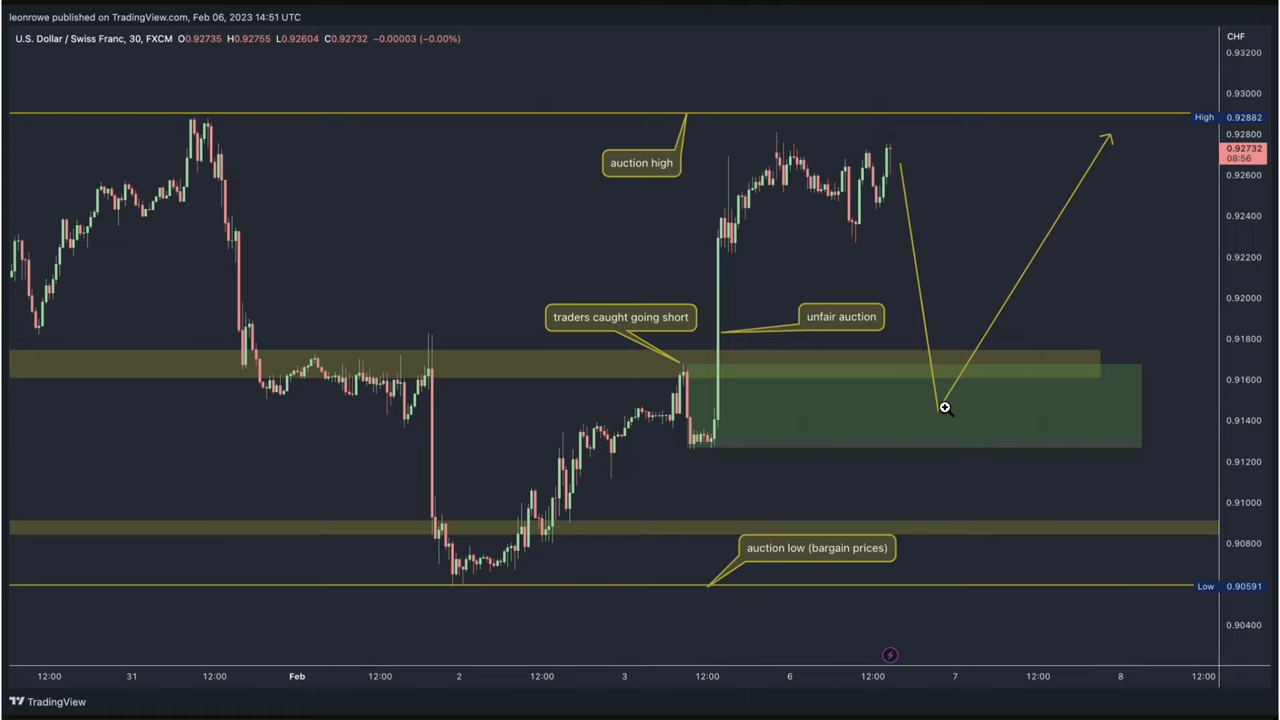 leonrowe published on TradingView.com, Feb 06, 2023 14:51 UTC
U.S. Dollar / Swiss Franc, 30, FXCM O0.92735 H0.92755 L0.92604 C0.92732 −0.00003 (−0.00%)
CHF
0.93200
0.93000
High 0.92882
0.92800
0.92732
08:56
0.92600
0.92400
0.92200
0.92000
0.91800
0.91600
0.91400
0.91200
0.91000
0.90800
Low 0.90591
0.90400
auction high
traders caught going short
unfair auction
auction low (bargain prices)
12:00 31 12:00 Feb 12:00 2 12:00 3 12:00 6 12:00 7 12:00 8 12:00
TradingView